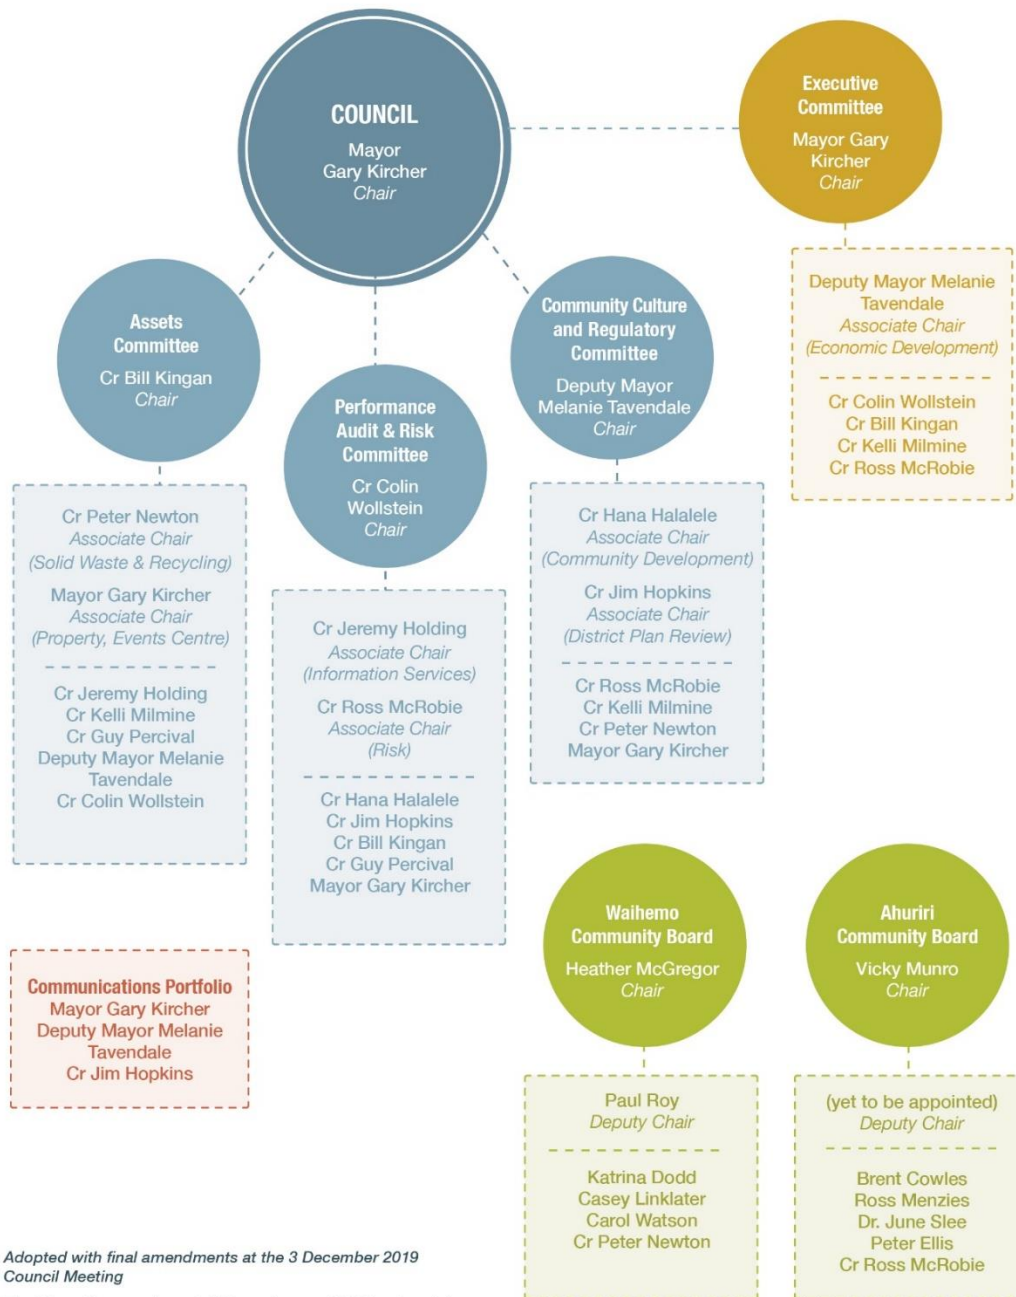 COUNCIL
Mayor
Gary Kircher
Chair
Executive
Committee
Mayor Gary
Kircher
Chair
Deputy Mayor Melanie
Tavendale
Associate Chair
(Economic Development)
Cr Colin Wollstein
Cr Bill Kingan
Cr Kelli Milmine
Cr Ross McRobie
Assets
Committee
Cr Bill Kingan
Chair
Cr Peter Newton
Associate Chair
(Solid Waste & Recycling)
Mayor Gary Kircher
Associate Chair
(Property, Events Centre)
Cr Jeremy Holding
Cr Kelli Milmine
Cr Guy Percival
Deputy Mayor Melanie
Tavendale
Cr Colin Wollstein
Performance
Audit & Risk
Committee
Cr Colin
Wollstein
Chair
Cr Jeremy Holding
Associate Chair
(Information Services)
Cr Ross McRobie
Associate Chair
(Risk)
Cr Hana Halalele
Cr Jim Hopkins
Cr Bill Kingan
Cr Guy Percival
Mayor Gary Kircher
Community Culture
and Regulatory
Committee
Deputy Mayor
Melanie Tavendale
Chair
Cr Hana Halalele
Associate Chair
(Community Development)
Cr Jim Hopkins
Associate Chair
(District Plan Review)
Cr Ross McRobie
Cr Kelli Milmine
Cr Peter Newton
Mayor Gary Kircher
Communications Portfolio
Mayor Gary Kircher
Deputy Mayor Melanie
Tavendale
Cr Jim Hopkins
Waihemo
Community Board
Heather McGregor
Chair
Paul Roy
Deputy Chair
Katrina Dodd
Casey Linklater
Carol Watson
Cr Peter Newton
Ahuriri
Community Board
Vicky Munro
Chair
(yet to be appointed)
Deputy Chair
Brent Cowles
Ross Menzies
Dr. June Slee
Peter Ellis
Cr Ross McRobie
Adopted with final amendments at the 3 December 2019
Council Meeting